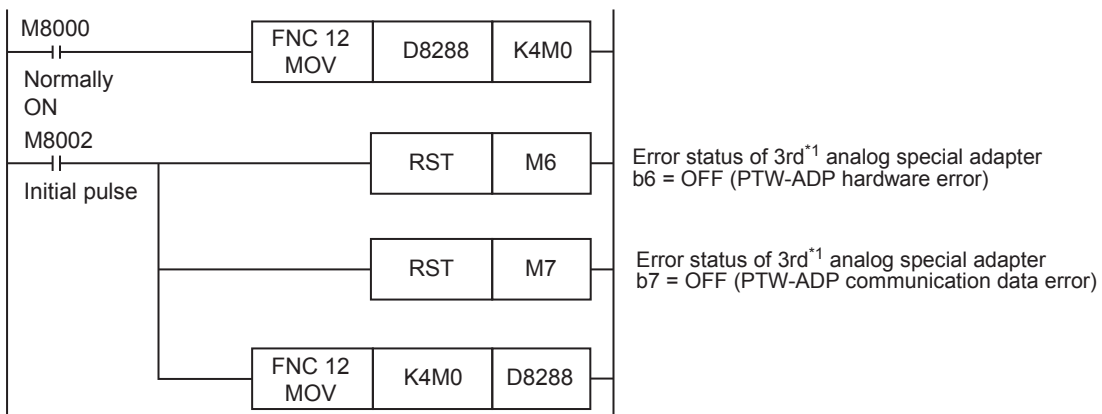 M8000
FNC 12
MOV
D8288
K4M0
Normally
ON
M8002
Initial pulse
RST
M6
Error status of 3rd*1 analog special adapter
b6 = OFF (PTW-ADP hardware error)
RST
M7
Error status of 3rd*1 analog special adapter
b7 = OFF (PTW-ADP communication data error)
FNC 12
MOV
K4M0
D8288